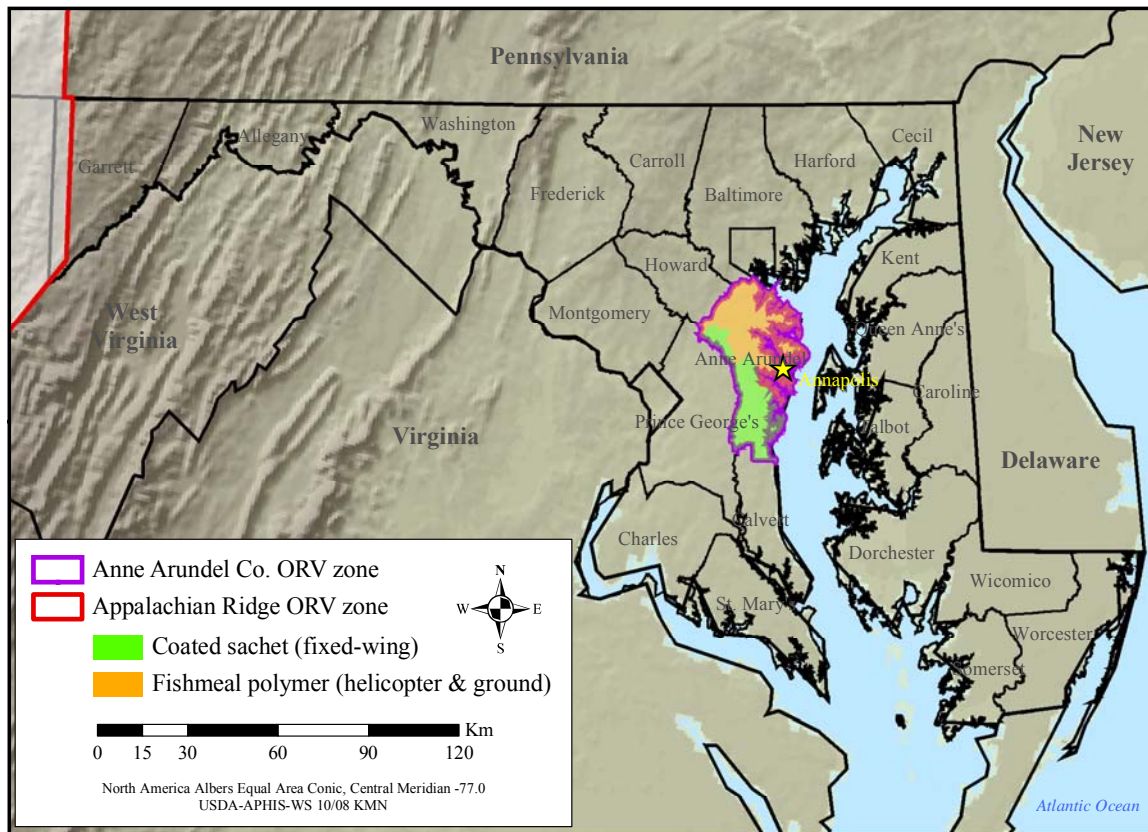 Pennsylvania
Washington
Allegany
Garrett
Cecil
New
Jersey
Carroll
Harford
Frederick
Baltimore
Kent
Howard
Montgomery
West
Virginia
Queen Anne's
Anne Arundel
Annapolis
Caroline
Prince George's
Talbot
Virginia
Delaware
Calvert
Charles
Dorchester
Wicomico
St. Mary's
Worcester
Somerset
Anne Arundel Co. ORV zone
Appalachian Ridge ORV zone
Coated sachet (fixed-wing)
Fishmeal polymer (helicopter & ground)
N
W E
S
Km
0 15 30 60 90 120
North America Albers Equal Area Conic, Central Meridian -77.0
USDA-APHIS-WS 10/08 KMN
Atlantic Ocean